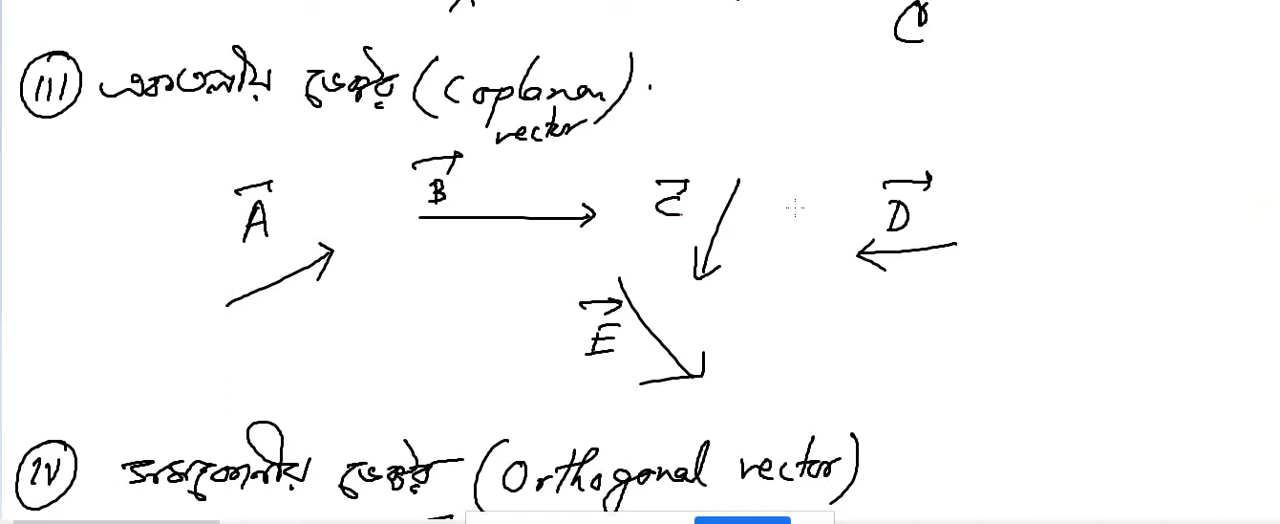 C
(iii) একতলীয় ভেক্টর (Coplanar vector).
A B C D
E
(iv) সমকোণীয় ভেক্টর (Orthogonal vector)